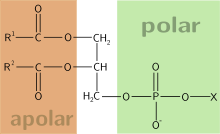 polar
O
R¹ C O CH₂
R² C O CH
O
O H₂C O P O X
O⁻
apolar